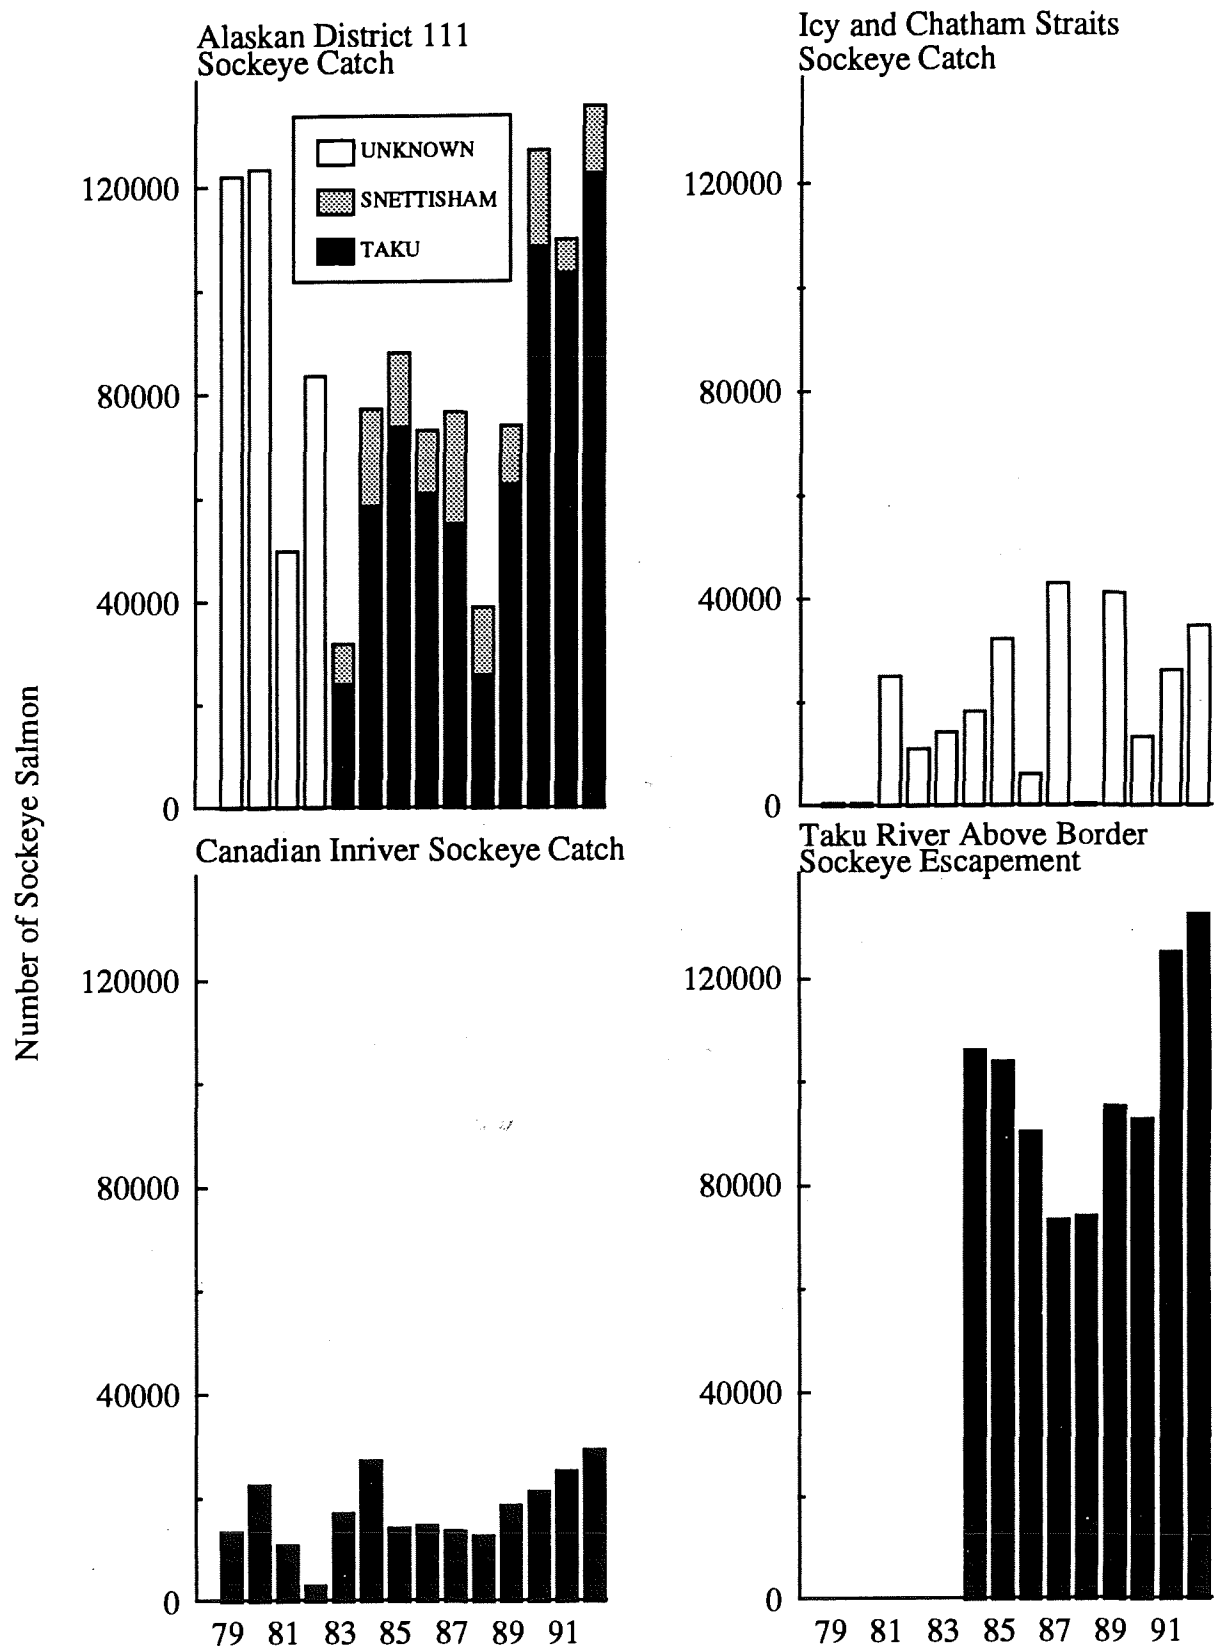 Alaskan District 111
Sockeye Catch
UNKNOWN
SNETTISHAM
TAKU
120000
80000
40000
0
Icy and Chatham Straits
Sockeye Catch
120000
80000
40000
0
Number of Sockeye Salmon
Canadian Inriver Sockeye Catch
120000
80000
40000
0
79 81 83 85 87 89 91
Taku River Above Border
Sockeye Escapement
120000
80000
40000
0
79 81 83 85 87 89 91